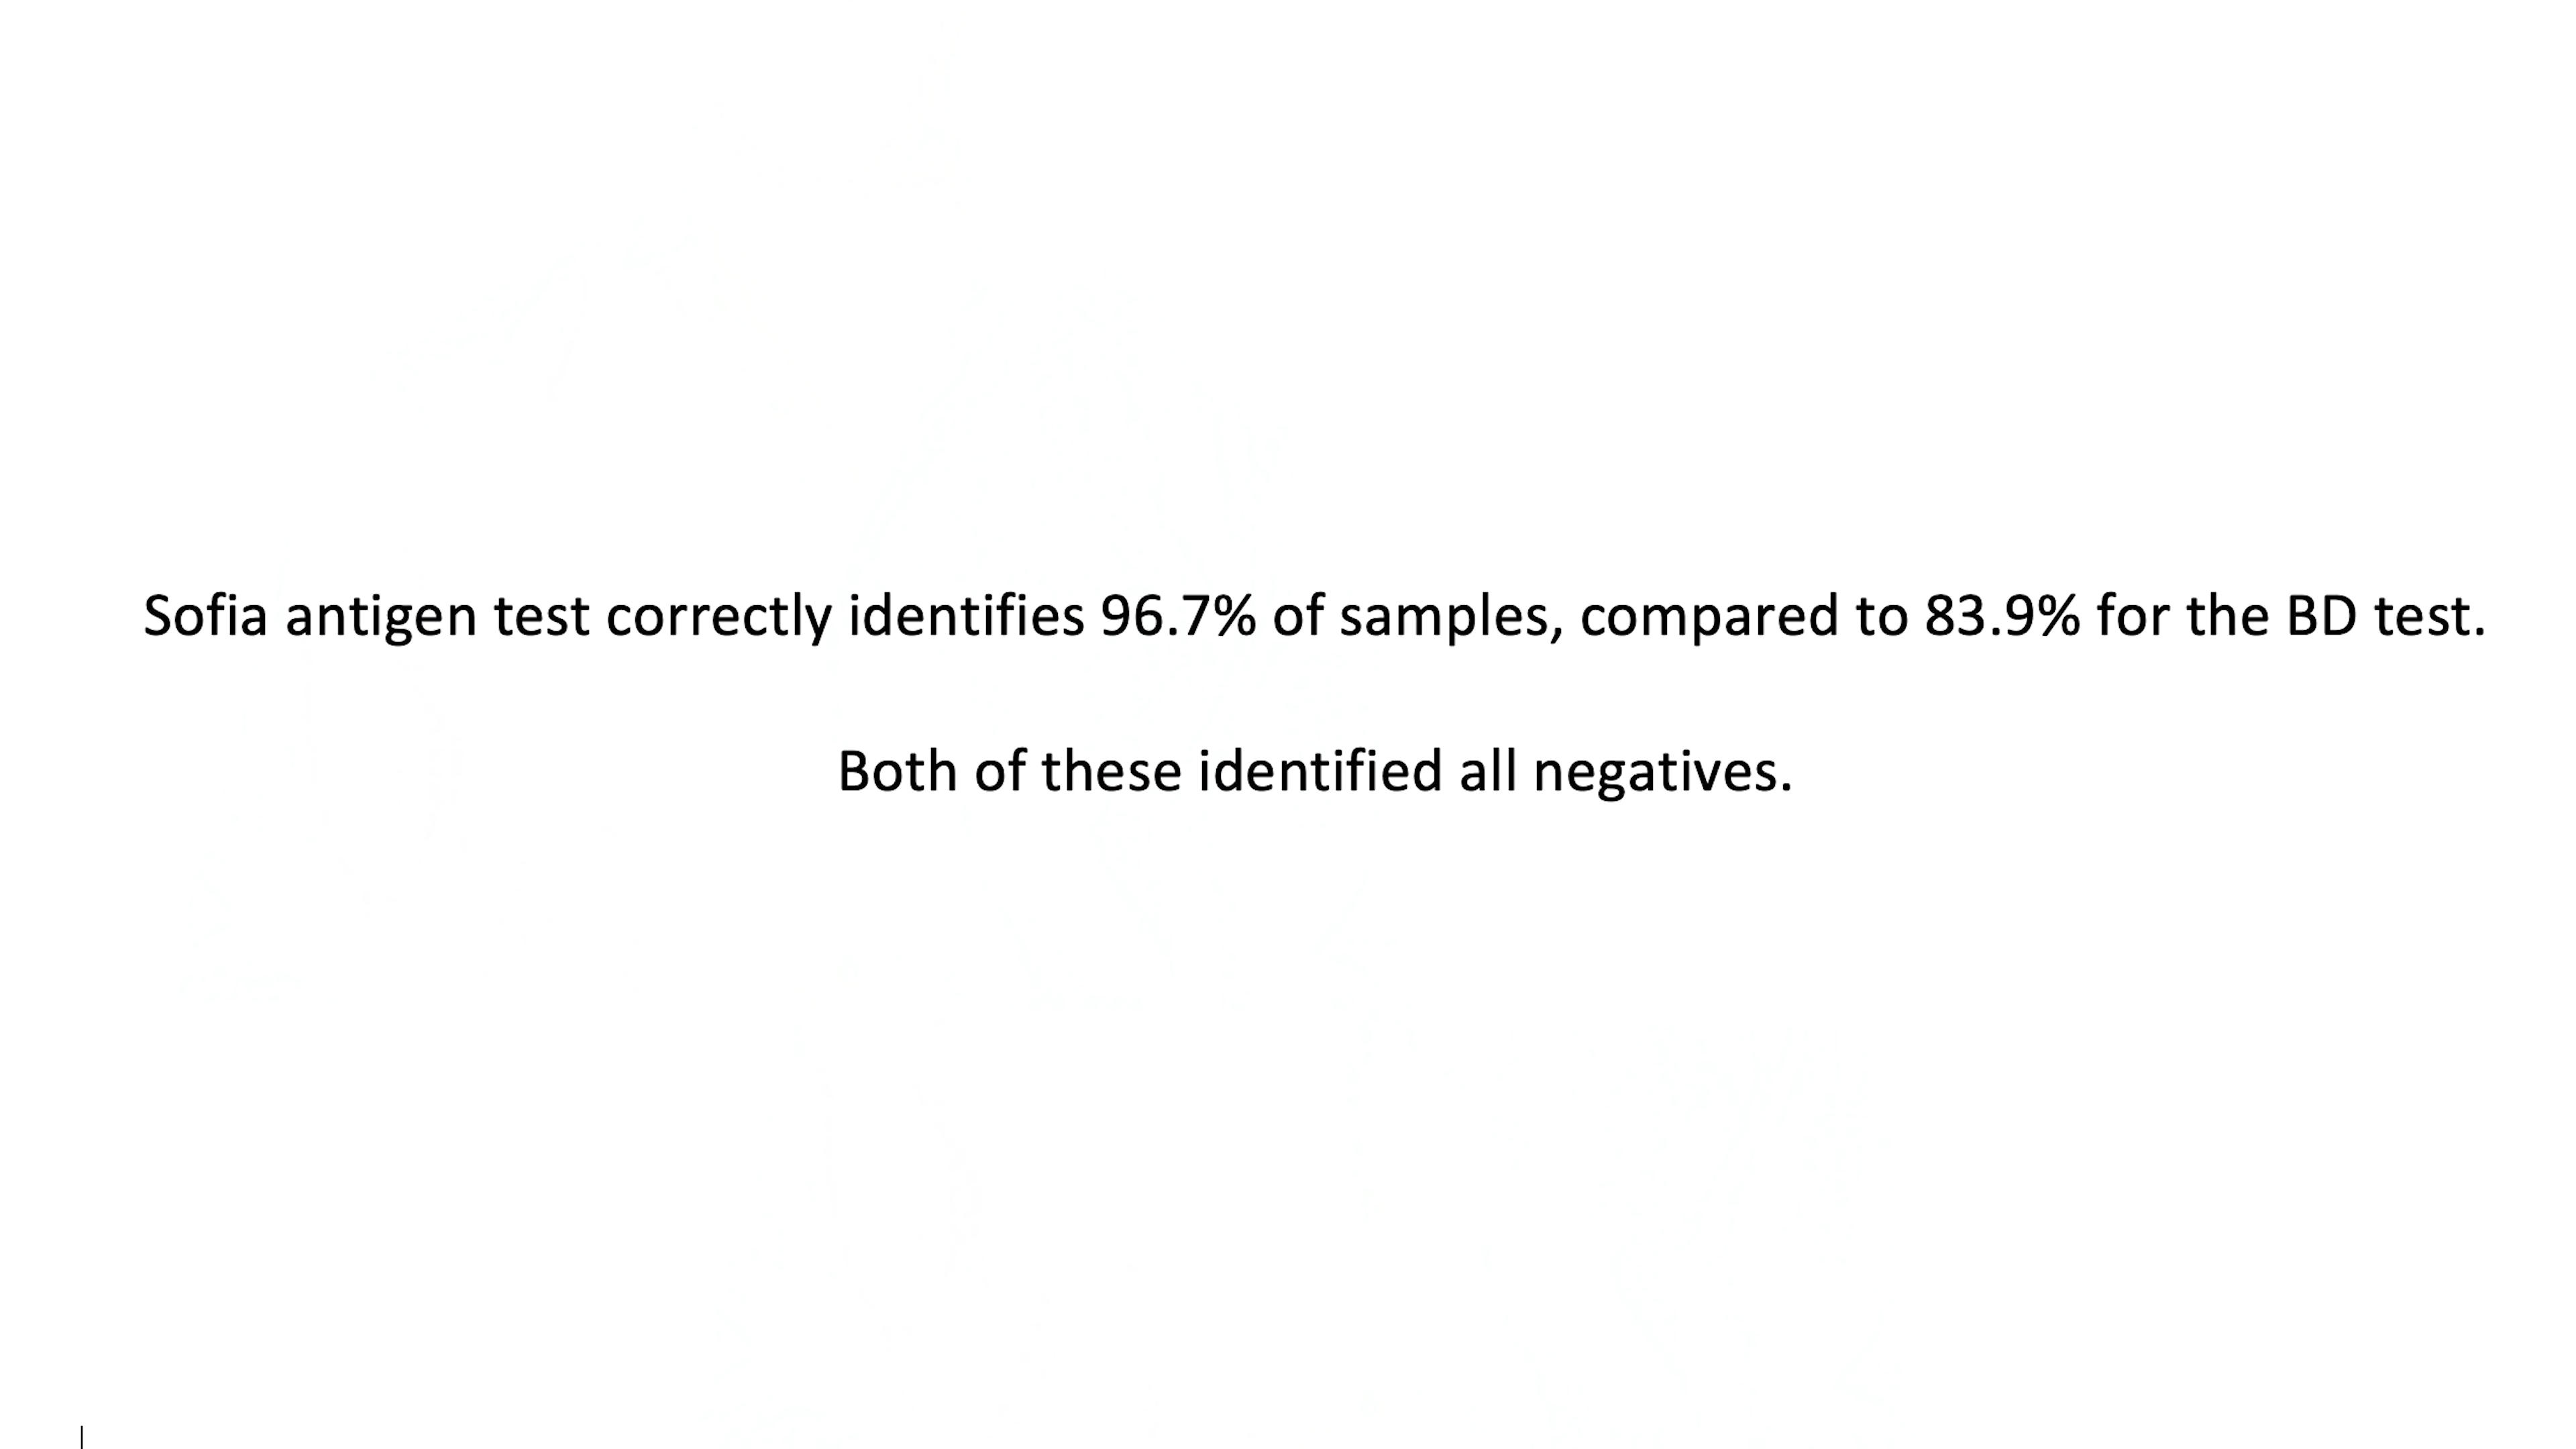 Sofia antigen test correctly identifies 96.7% of samples, compared to 83.9% for the BD test.
Both of these identified all negatives.